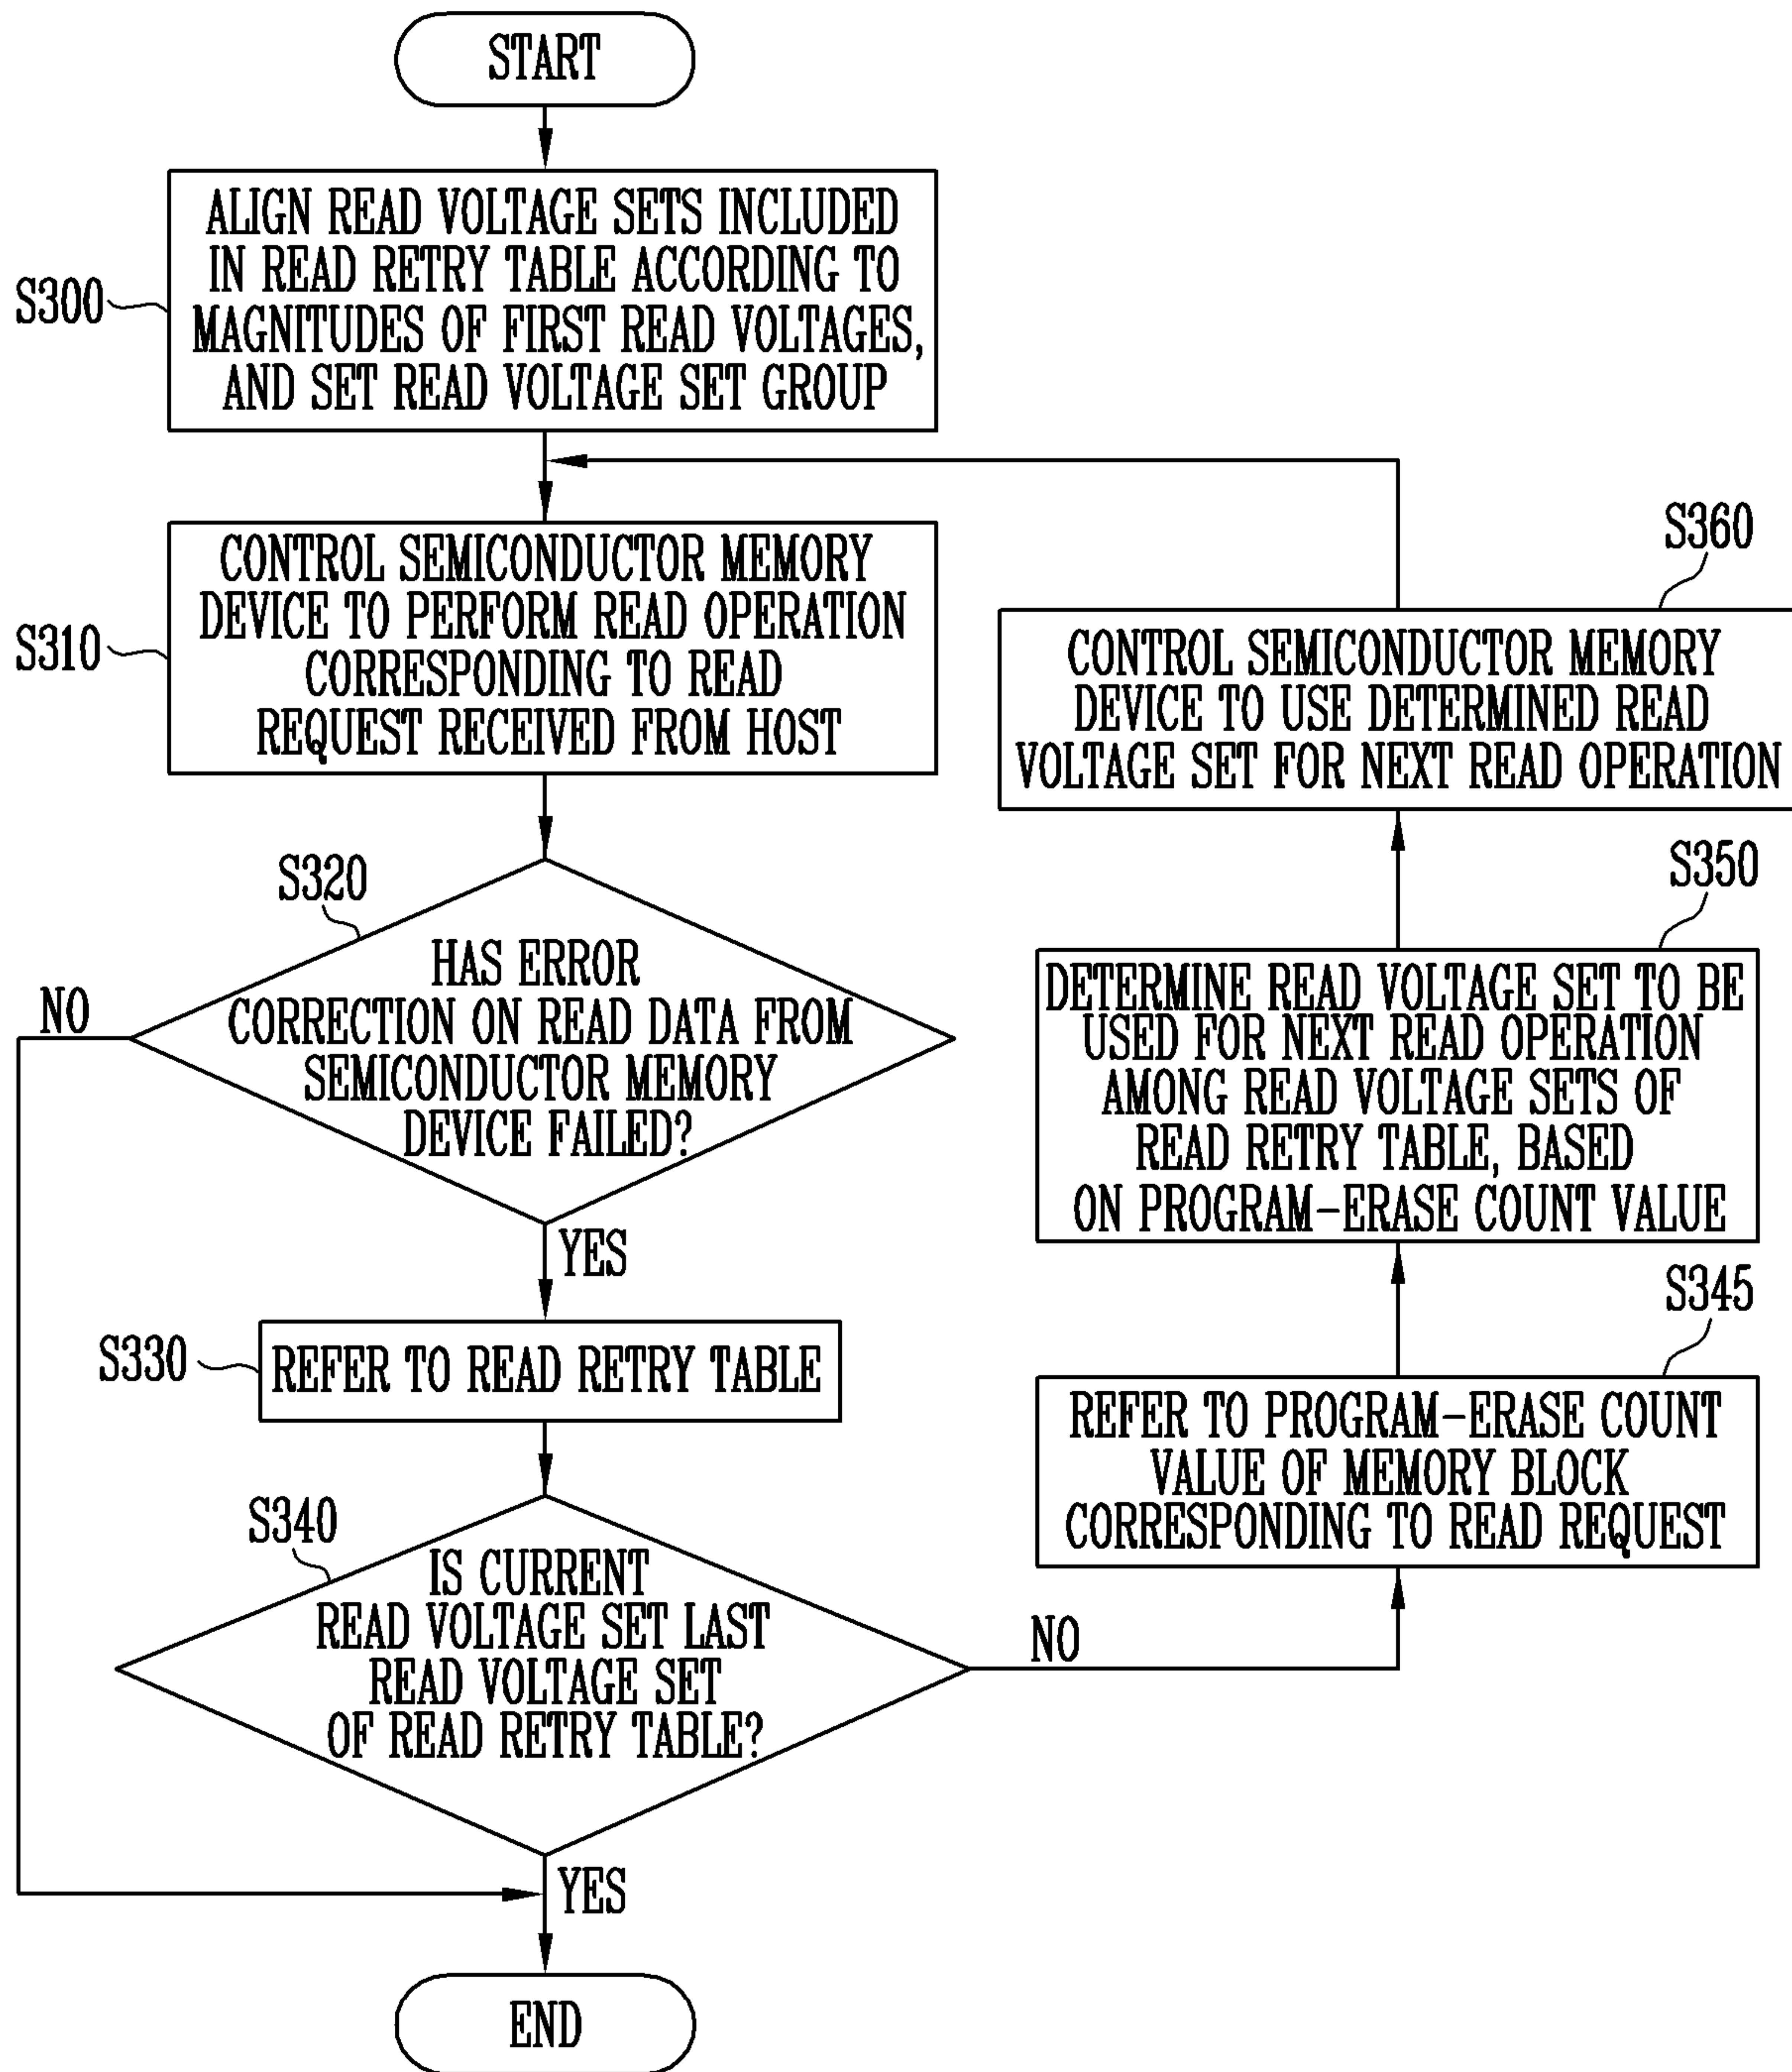 START
S300
ALIGN READ VOLTAGE SETS INCLUDED
IN READ RETRY TABLE ACCORDING TO
MAGNITUDES OF FIRST READ VOLTAGES,
AND SET READ VOLTAGE SET GROUP
S310
CONTROL SEMICONDUCTOR MEMORY
DEVICE TO PERFORM READ OPERATION
CORRESPONDING TO READ
REQUEST RECEIVED FROM HOST
S320
HAS ERROR
CORRECTION ON READ DATA FROM
SEMICONDUCTOR MEMORY
DEVICE FAILED?
NO
YES
S330
REFER TO READ RETRY TABLE
S340
IS CURRENT
READ VOLTAGE SET LAST
READ VOLTAGE SET
OF READ RETRY TABLE?
NO
YES
S345
REFER TO PROGRAM-ERASE COUNT
VALUE OF MEMORY BLOCK
CORRESPONDING TO READ REQUEST
S350
DETERMINE READ VOLTAGE SET TO BE
USED FOR NEXT READ OPERATION
AMONG READ VOLTAGE SETS OF
READ RETRY TABLE, BASED
ON PROGRAM-ERASE COUNT VALUE
S360
CONTROL SEMICONDUCTOR MEMORY
DEVICE TO USE DETERMINED READ
VOLTAGE SET FOR NEXT READ OPERATION
END